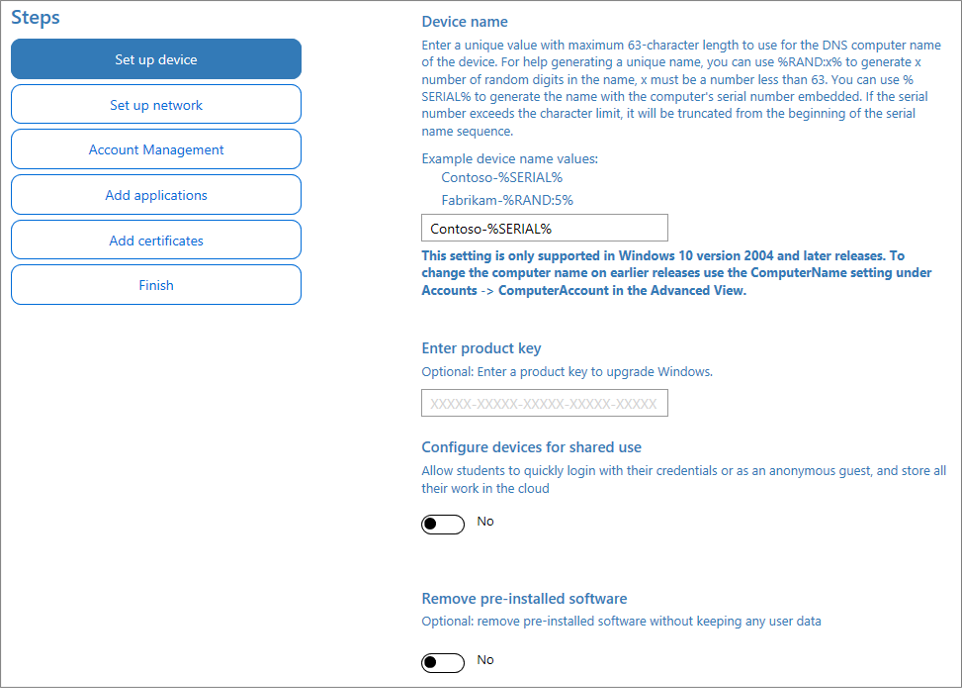 Steps
Set up device
Set up network
Account Management
Add applications
Add certificates
Finish
Device name
Enter a unique value with maximum 63-character length to use for the DNS computer name
of the device. For help generating a unique name, you can use %RAND:x% to generate x
number of random digits in the name, x must be a number less than 63. You can use %
SERIAL% to generate the name with the computer's serial number embedded. If the serial
number exceeds the character limit, it will be truncated from the beginning of the serial
name sequence.
Example device name values:
Contoso-%SERIAL%
Fabrikam-%RAND:5%
Contoso-%SERIAL%
This setting is only supported in Windows 10 version 2004 and later releases. To
change the computer name on earlier releases use the ComputerName setting under
Accounts -> ComputerAccount in the Advanced View.
Enter product key
Optional: Enter a product key to upgrade Windows.
XXXXX-XXXXX-XXXXX-XXXXX-XXXXX
Configure devices for shared use
Allow students to quickly login with their credentials or as an anonymous guest, and store all
their work in the cloud
No
Remove pre-installed software
Optional: remove pre-installed software without keeping any user data
No